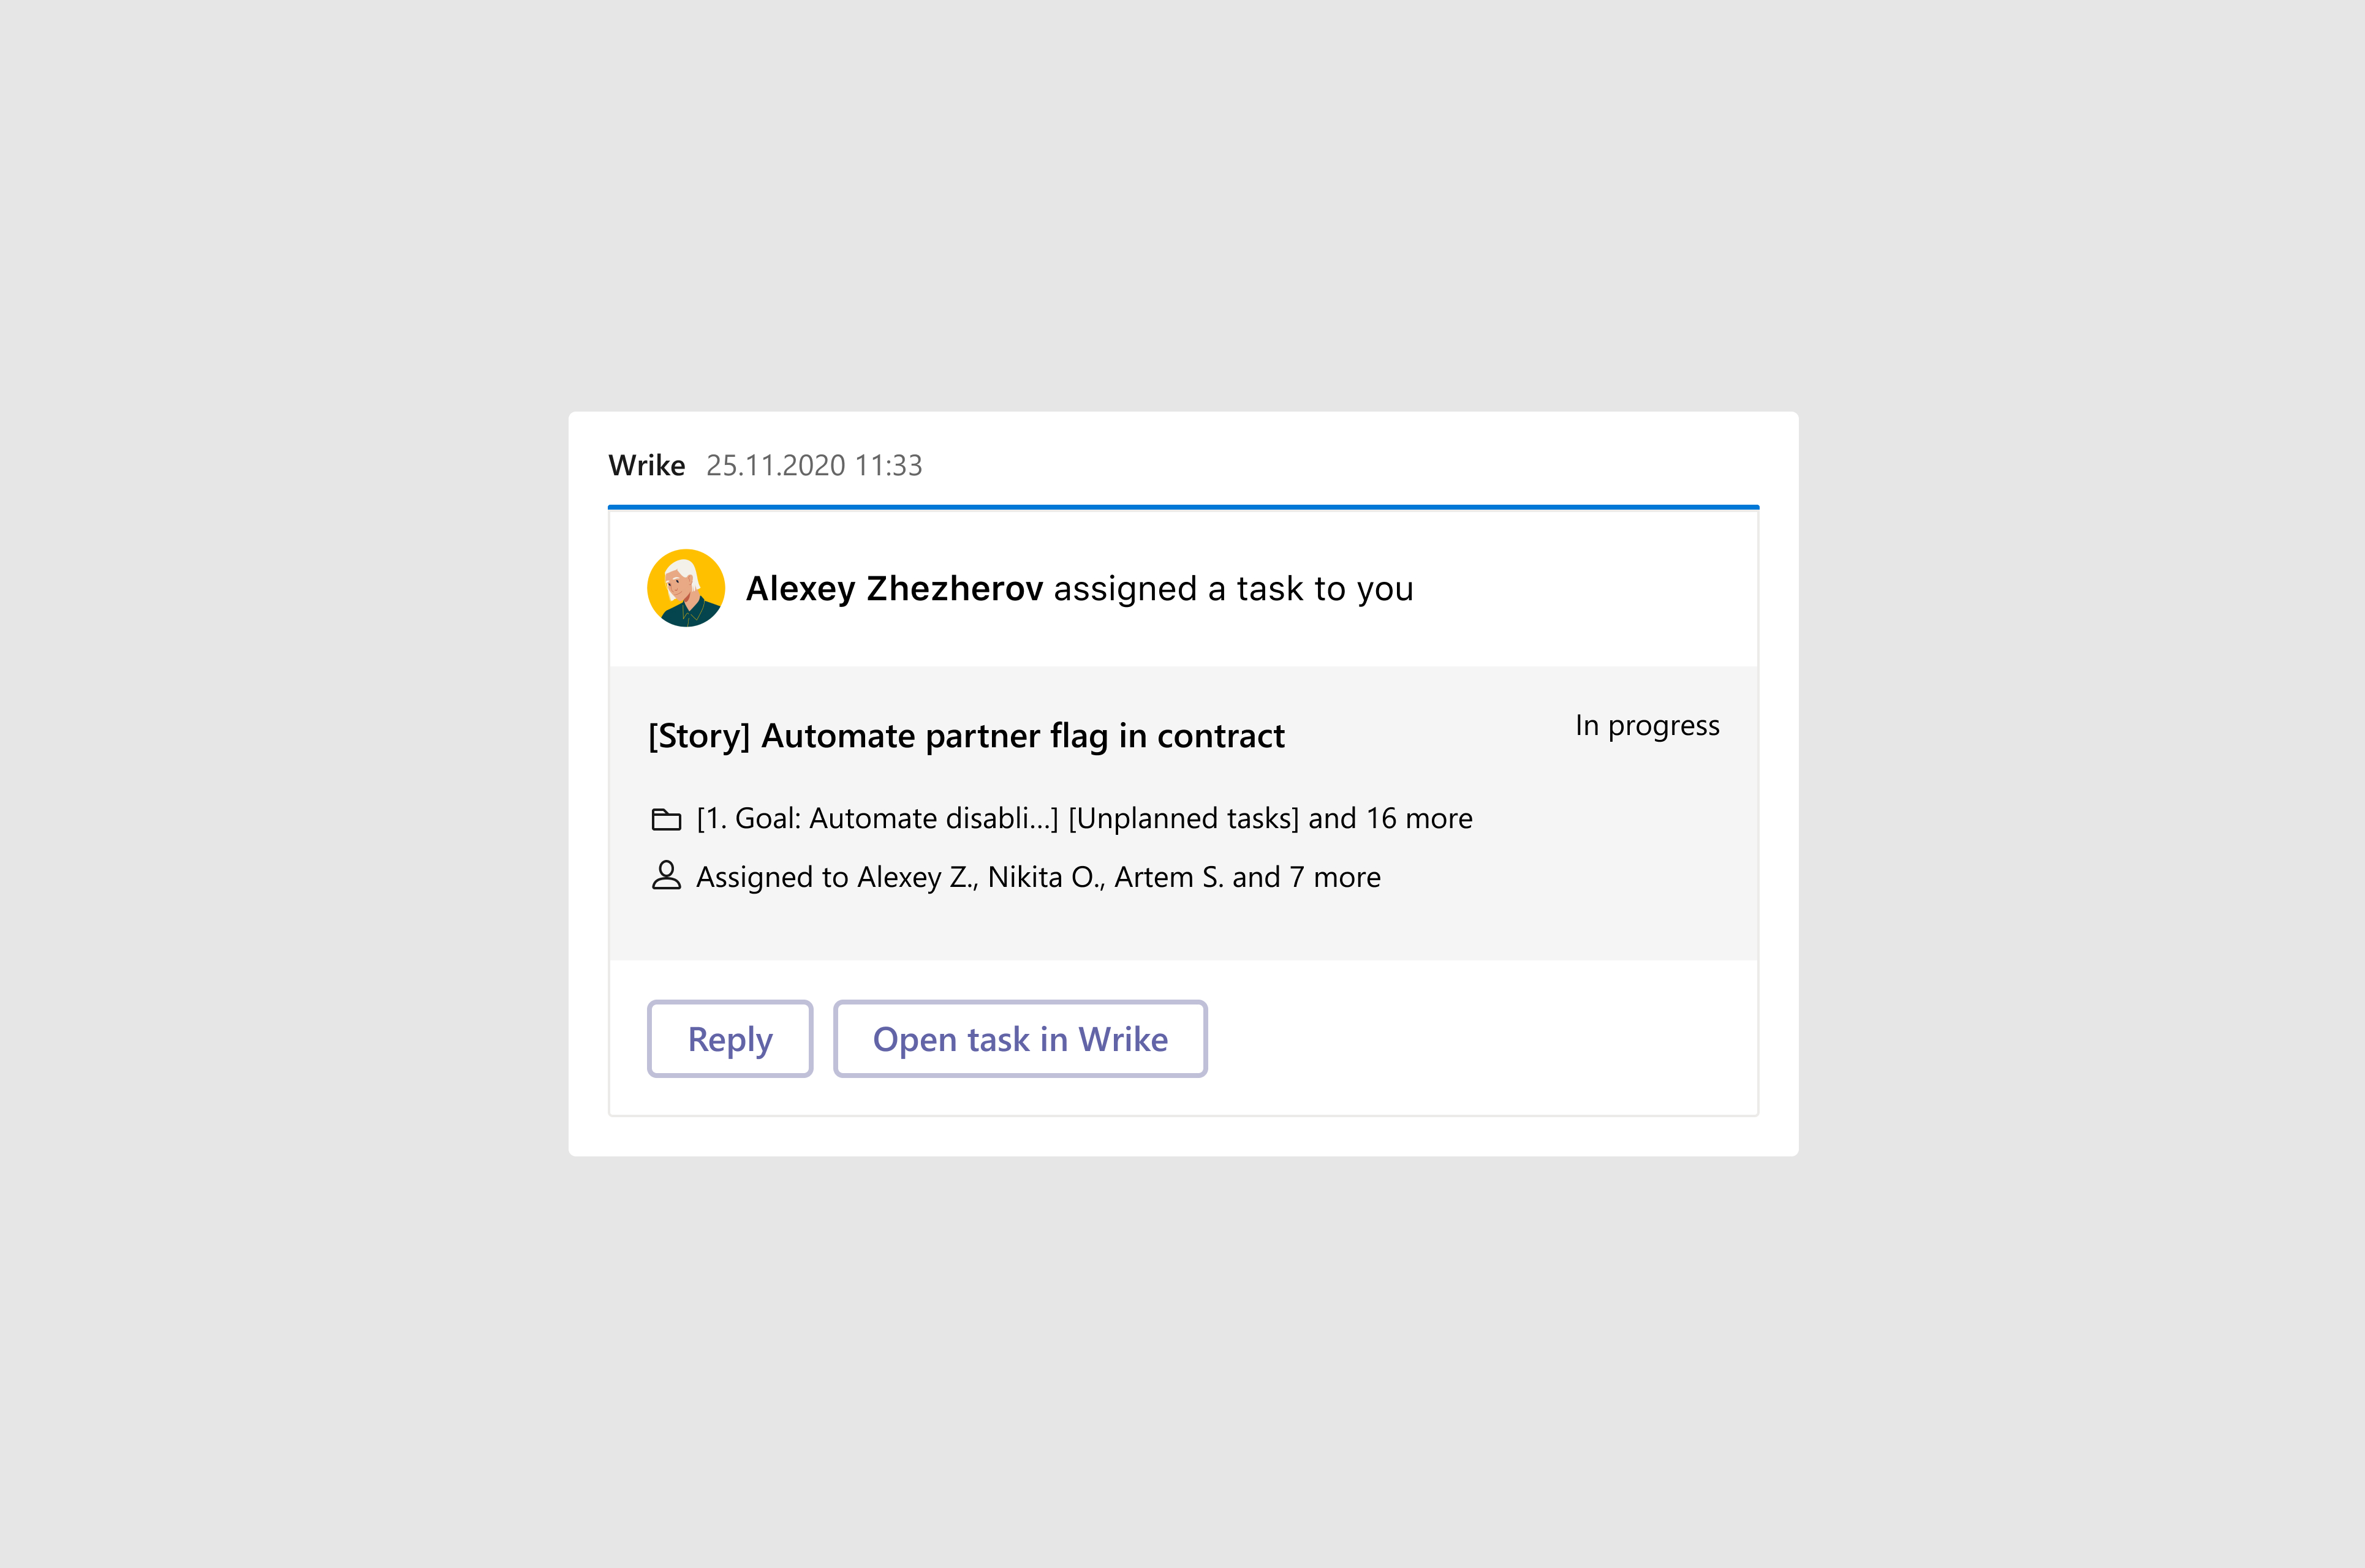 Wrike 25.11.2020 11:33
Alexey Zhezherov assigned a task to you
[Story] Automate partner flag in contract
In progress
[1. Goal: Automate disabli...] [Unplanned tasks] and 16 more
Assigned to Alexey Z., Nikita O., Artem S. and 7 more
Reply
Open task in Wrike